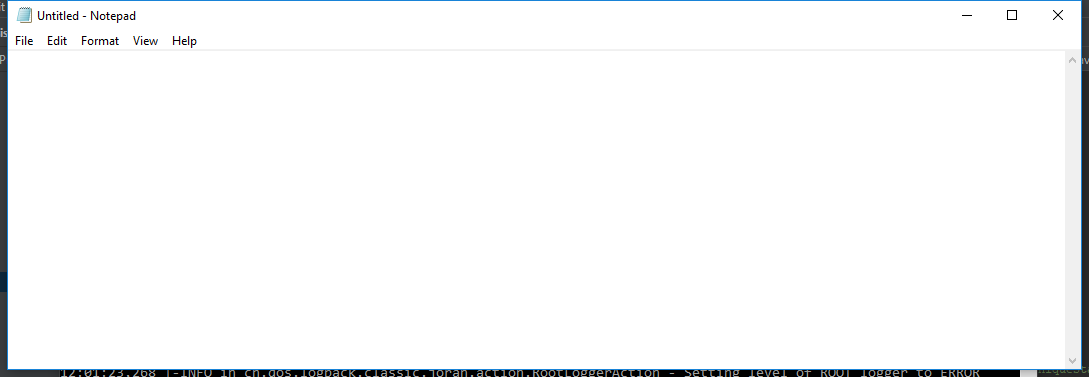 Untitled - Notepad
File Edit Format View Help
12:01:23.268 |-INFO in ch.qos.logback.classic.joran.action.RootLoggerAction - Setting level of ROOT logger to ERROR